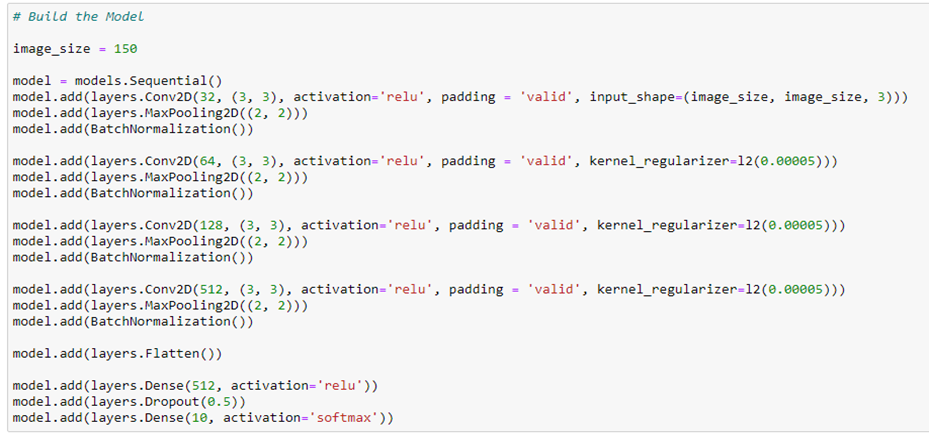 # Build the Model
image_size = 150
model = models.Sequential()
model.add(layers.Conv2D(32, (3, 3), activation='relu', padding = 'valid', input_shape=(image_size, image_size, 3)))
model.add(layers.MaxPooling2D((2, 2)))
model.add(BatchNormalization())
model.add(layers.Conv2D(64, (3, 3), activation='relu', padding = 'valid', kernel_regularizer=l2(0.00005)))
model.add(layers.MaxPooling2D((2, 2)))
model.add(BatchNormalization())
model.add(layers.Conv2D(128, (3, 3), activation='relu', padding = 'valid', kernel_regularizer=l2(0.00005)))
model.add(layers.MaxPooling2D((2, 2)))
model.add(BatchNormalization())
model.add(layers.Conv2D(512, (3, 3), activation='relu', padding = 'valid', kernel_regularizer=l2(0.00005)))
model.add(layers.MaxPooling2D((2, 2)))
model.add(BatchNormalization())
model.add(layers.Flatten())
model.add(layers.Dense(512, activation='relu'))
model.add(layers.Dropout(0.5))
model.add(layers.Dense(10, activation='softmax'))